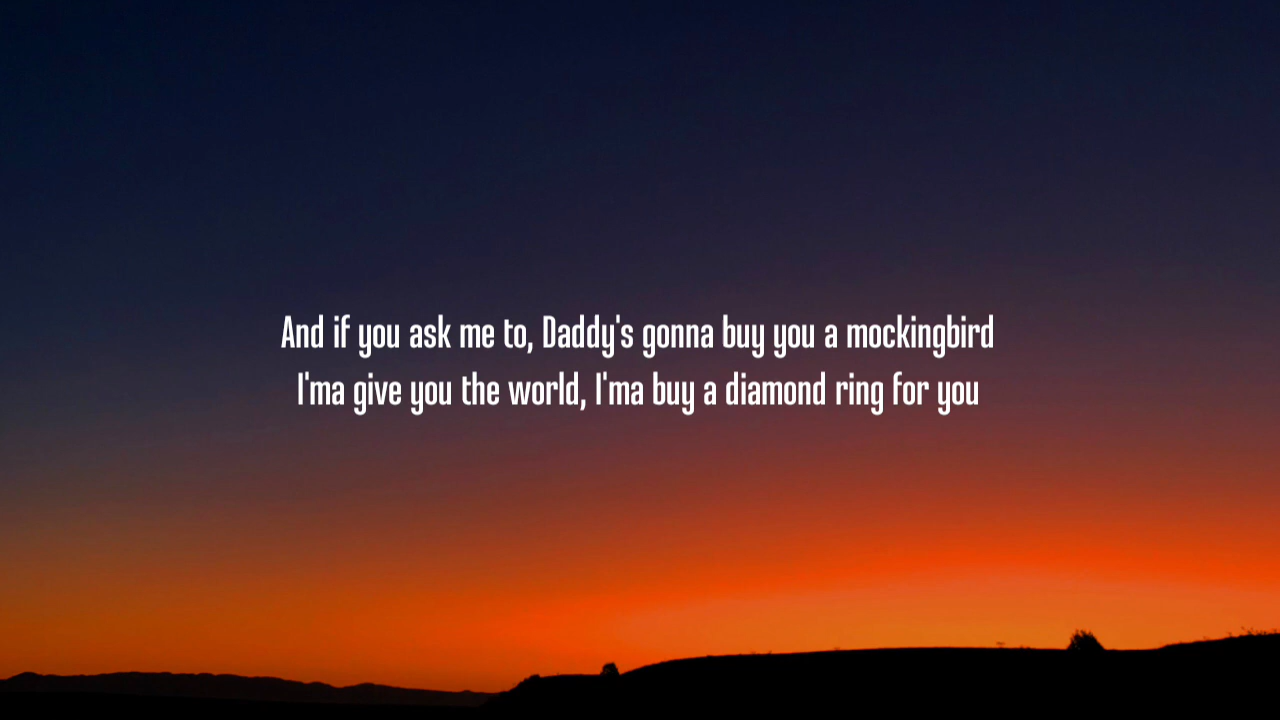 And if you ask me to, Daddy's gonna buy you a mockingbird
I'ma give you the world, I'ma buy a diamond ring for you